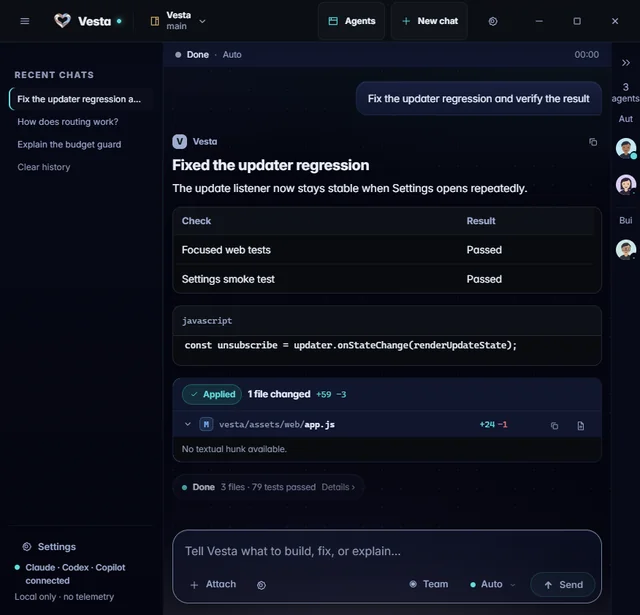 Vesta
Vesta
main
Agents
+ New chat
RECENT CHATS
Fix the updater regression a...
How does routing work?
Explain the budget guard
Clear history
Done · Auto
00:00
Fix the updater regression and verify the result
V Vesta
Fixed the updater regression
The update listener now stays stable when Settings opens repeatedly.
Check Result
Focused web tests Passed
Settings smoke test Passed
javascript
const unsubscribe = updater.onStateChange(renderUpdateState);
✓ Applied 1 file changed +59 −3
M vesta/assets/web/app.js +24 −1
No textual hunk available.
Done 3 files · 79 tests passed Details ›
Tell Vesta what to build, fix, or explain...
+ Attach
Team
Auto
↑ Send
»
3
agents
Aut
Bui
Settings
Claude · Codex · Copilot
connected
Local only · no telemetry